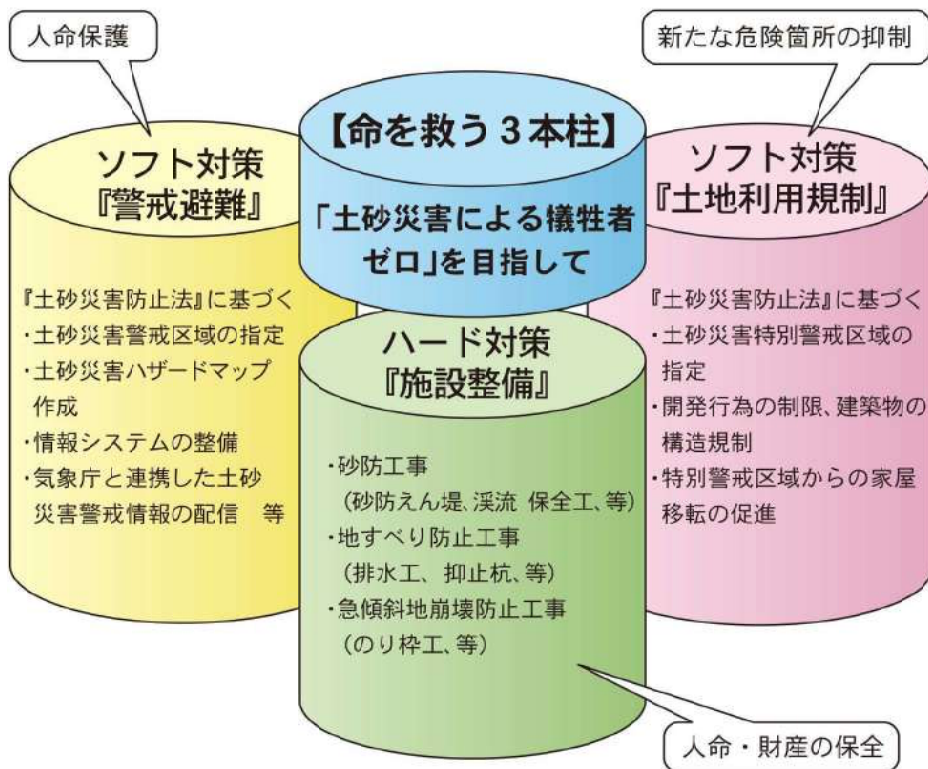 人命保護
新たな危険箇所の抑制
【命を救う3本柱】
「土砂災害による犠牲者
ゼロ」を目指して
ソフト対策
『警戒避難』
『土砂災害防止法』に基づく
・土砂災害警戒区域の指定
・土砂災害ハザードマップ
作成
・情報システムの整備
・気象庁と連携した土砂
災害警戒情報の配信 等
ハード対策
『施設整備』
・砂防工事
(砂防えん堤、渓流 保全工、等)
・地すべり防止工事
(排水工、抑止杭、等)
・急傾斜地崩壊防止工事
(のり枠工、等)
ソフト対策
『土地利用規制』
『土砂災害防止法』に基づく
・土砂災害特別警戒区域の
指定
・開発行為の制限、建築物の
構造規制
・特別警戒区域からの家屋
移転の促進
人命・財産の保全